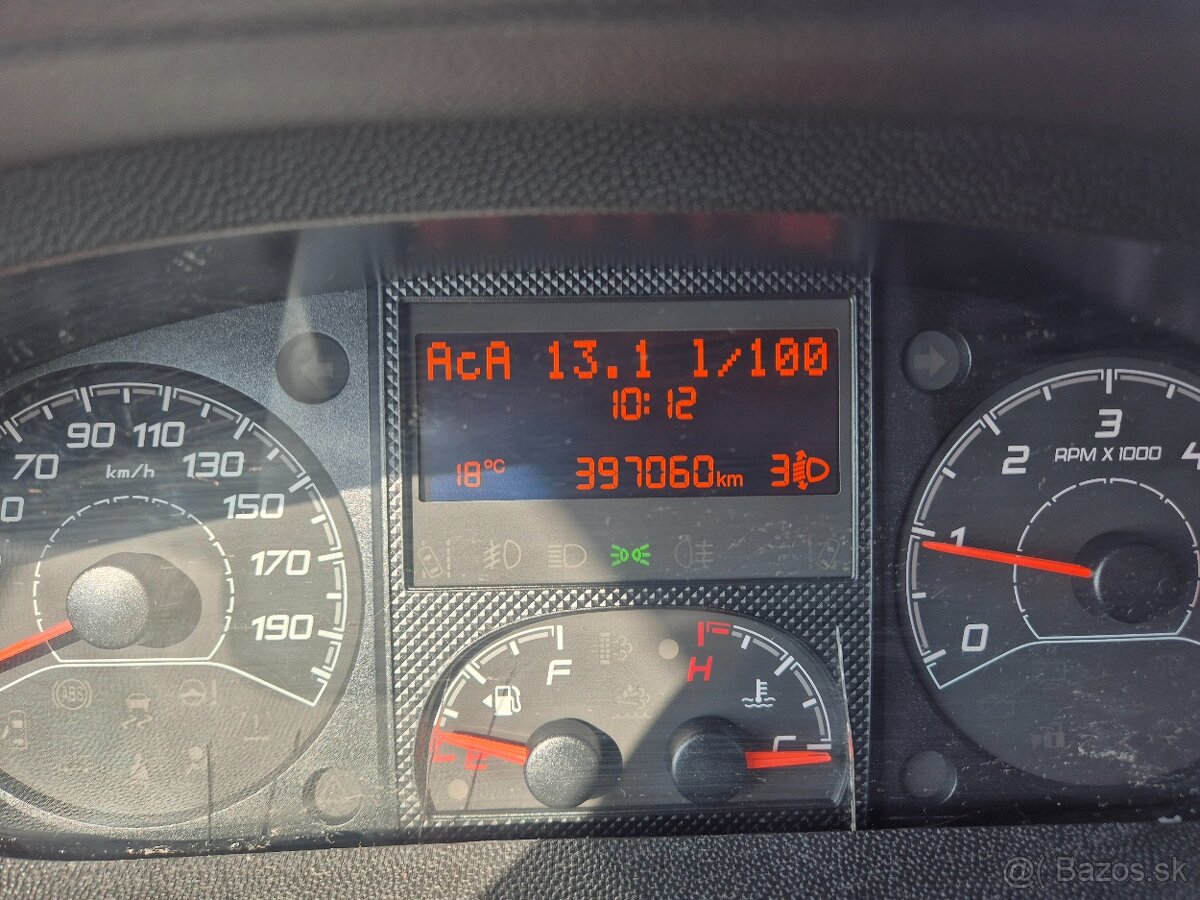 AcA 13.1 l/100
10:12
18°C 397060km 3
70 90 110 130 150 170 190
km/h
0 1 2 3 4
RPM X 1000
F
E
H
C
ABS
@( Bazos.sk